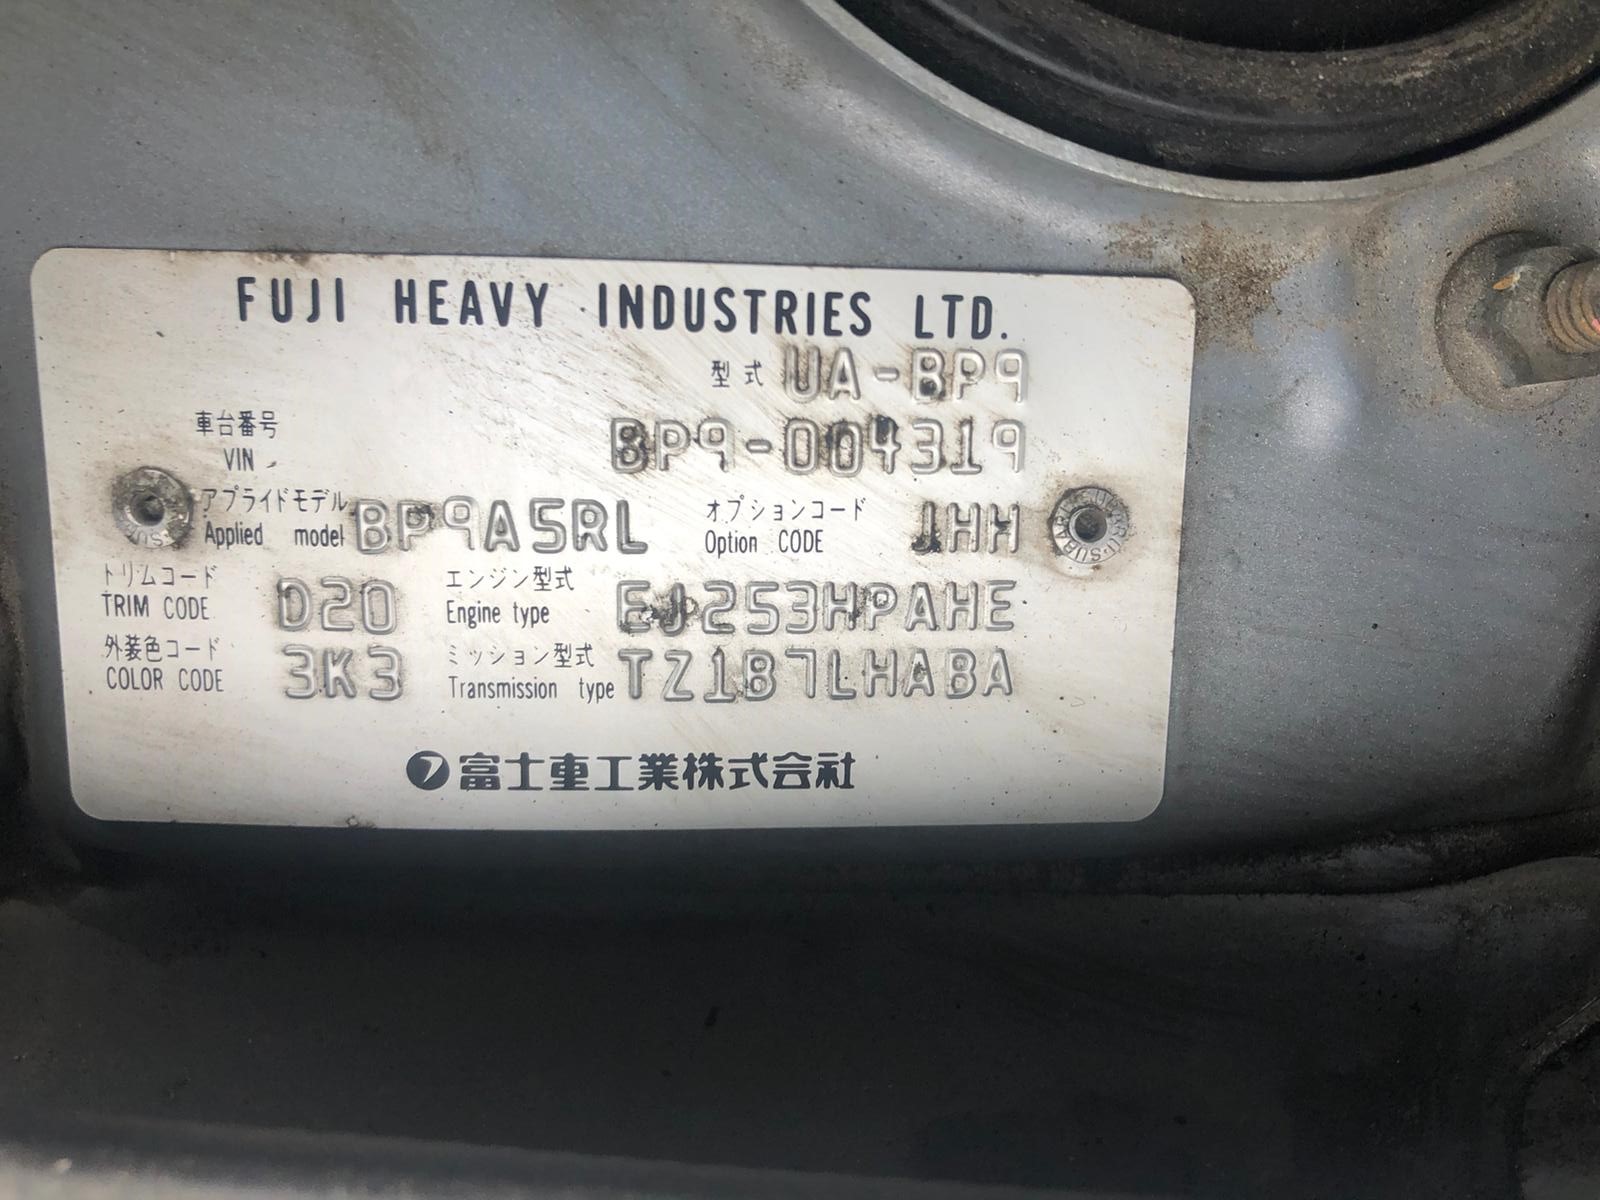 FUJI HEAVY INDUSTRIES LTD.
型式 UA-BP9
車台番号
VIN BP9-004319
アプライドモデル
Applied model BP9A5RL
オプションコード
Option CODE JHH
トリムコード
TRIM CODE D20
エンジン型式
Engine type EJ253HPAHE
外装色コード
COLOR CODE 3K3
ミッション型式
Transmission type TZ1B7LHABA
フ 富士重工業株式会社
SUBARU SUBARU